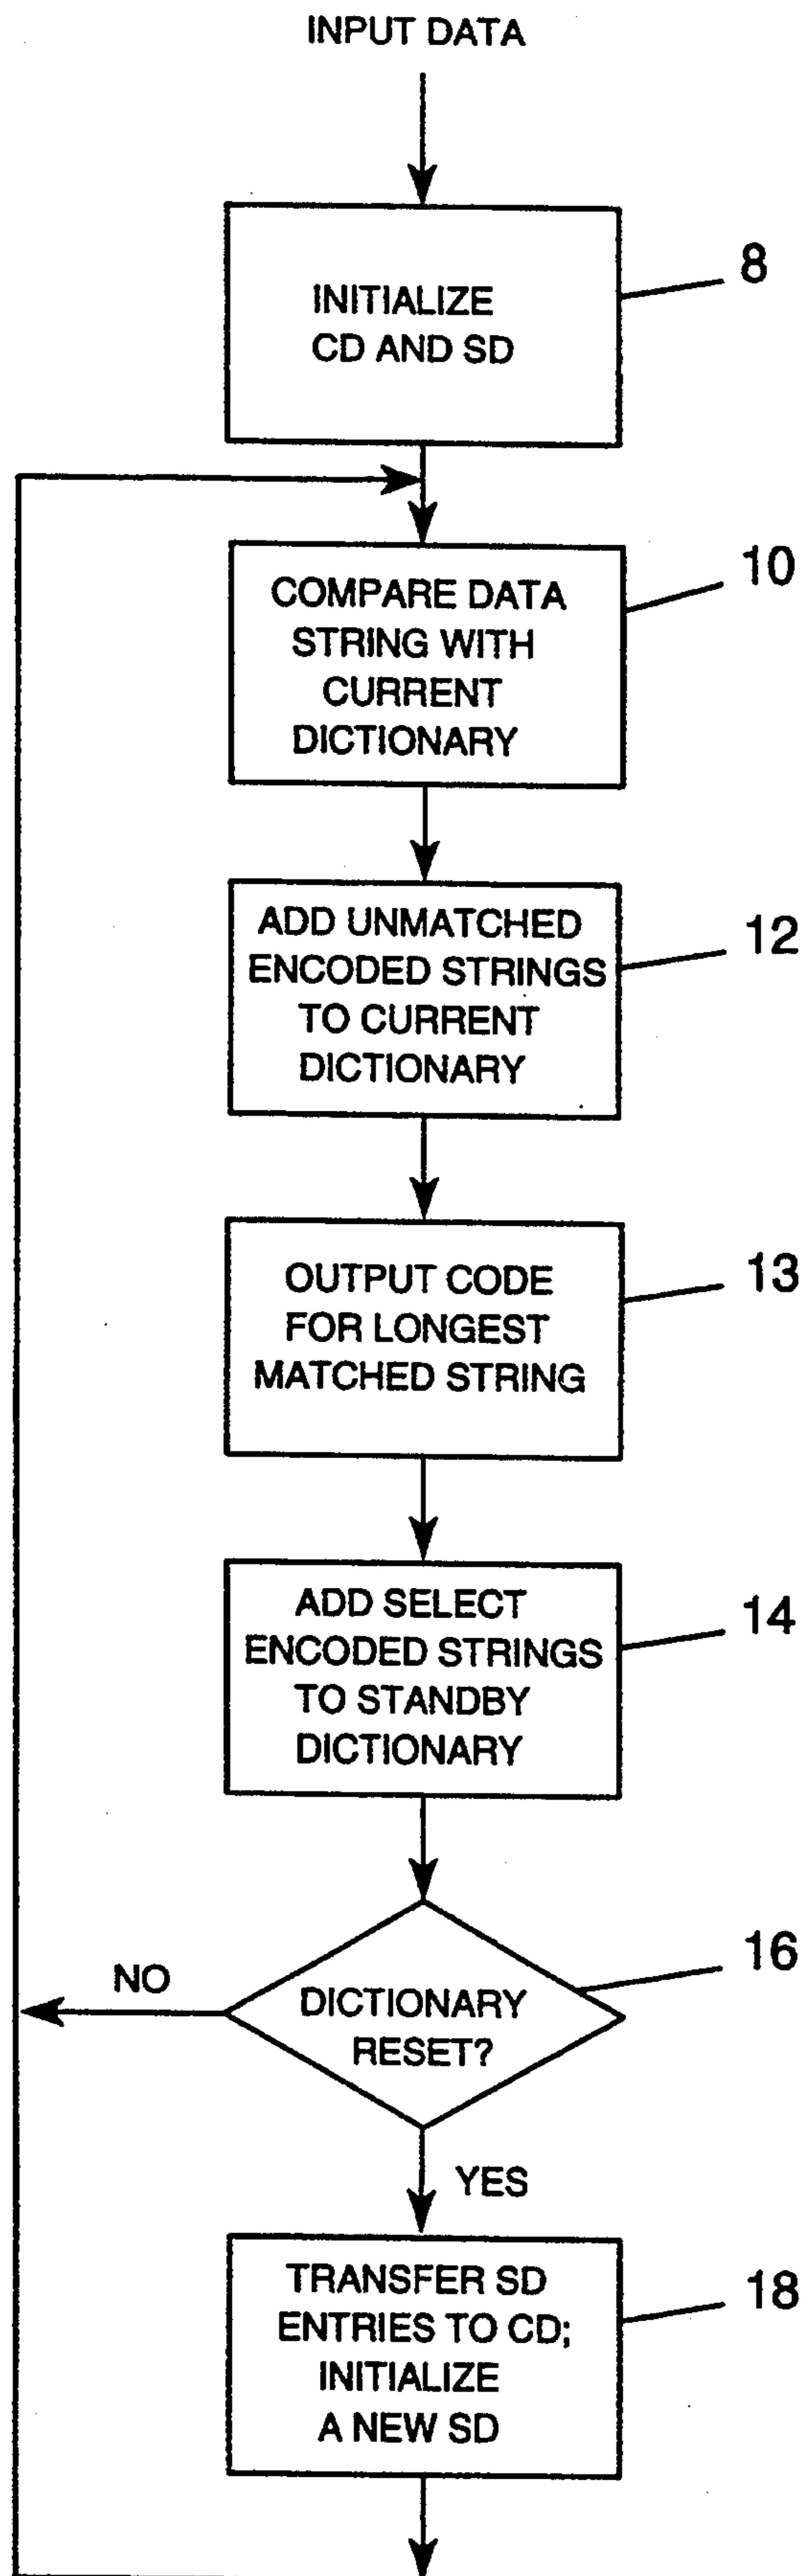 INPUT DATA
INITIALIZE
CD AND SD
8
COMPARE DATA
STRING WITH
CURRENT
DICTIONARY
10
ADD UNMATCHED
ENCODED STRINGS
TO CURRENT
DICTIONARY
12
OUTPUT CODE
FOR LONGEST
MATCHED STRING
13
ADD SELECT
ENCODED STRINGS
TO STANDBY
DICTIONARY
14
DICTIONARY
RESET?
16
NO
YES
TRANSFER SD
ENTRIES TO CD;
INITIALIZE
A NEW SD
18